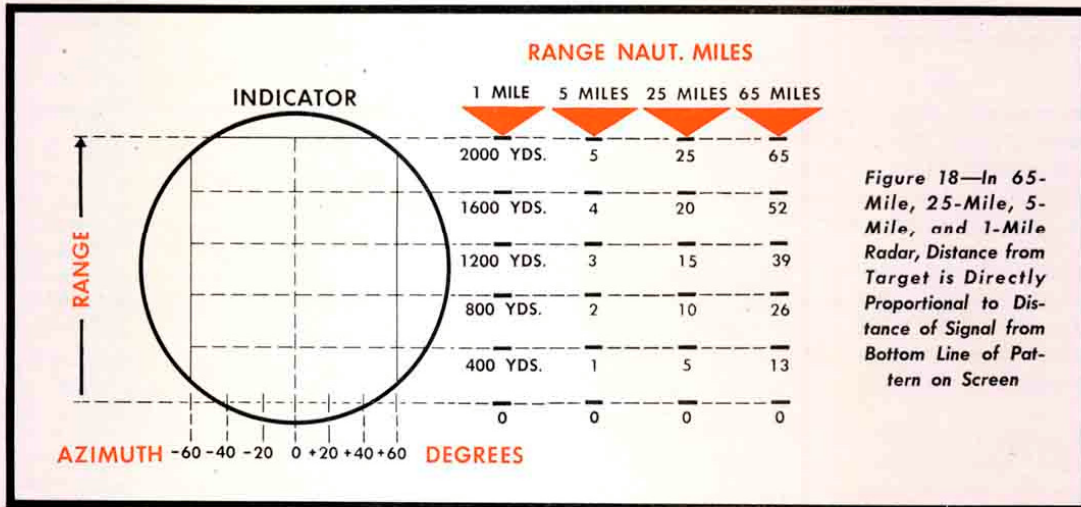 RANGE NAUT. MILES
INDICATOR
1 MILE 5 MILES 25 MILES 65 MILES
2000 YDS. 5 25 65
1600 YDS. 4 20 52
1200 YDS. 3 15 39
800 YDS. 2 10 26
400 YDS. 1 5 13
0 0 0 0
RANGE
AZIMUTH -60 -40 -20 0 +20 +40 +60 DEGREES
Figure 18—In 65-
Mile, 25-Mile, 5-
Mile, and 1-Mile
Radar, Distance from
Target is Directly
Proportional to Dis-
tance of Signal from
Bottom Line of Pat-
tern on Screen